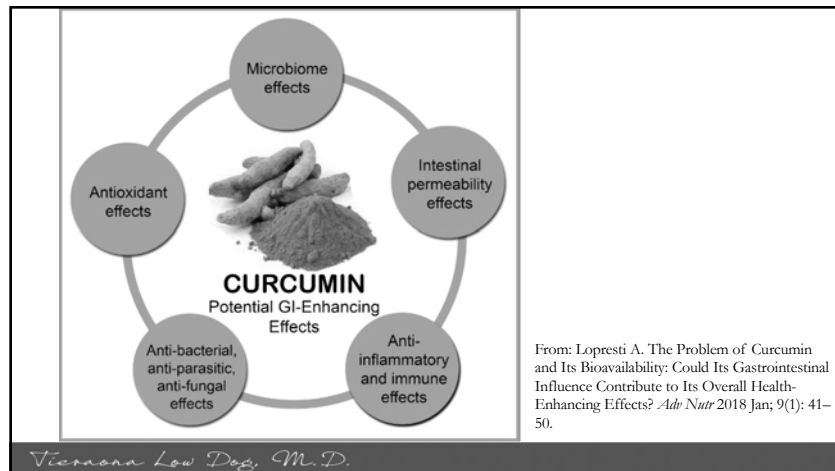 Microbiome
effects
Antioxidant
effects
Intestinal
permeability
effects
CURCUMIN
Potential GI-Enhancing
Effects
Anti-bacterial,
anti-parasitic,
anti-fungal
effects
Anti-
inflammatory
and immune
effects
From: Lopresti A. The Problem of Curcumin
and Its Bioavailability: Could Its Gastrointestinal
Influence Contribute to Its Overall Health-
Enhancing Effects? Adv Nutr 2018 Jan; 9(1): 41–
50.
Tieraona Low Dog, M.D.